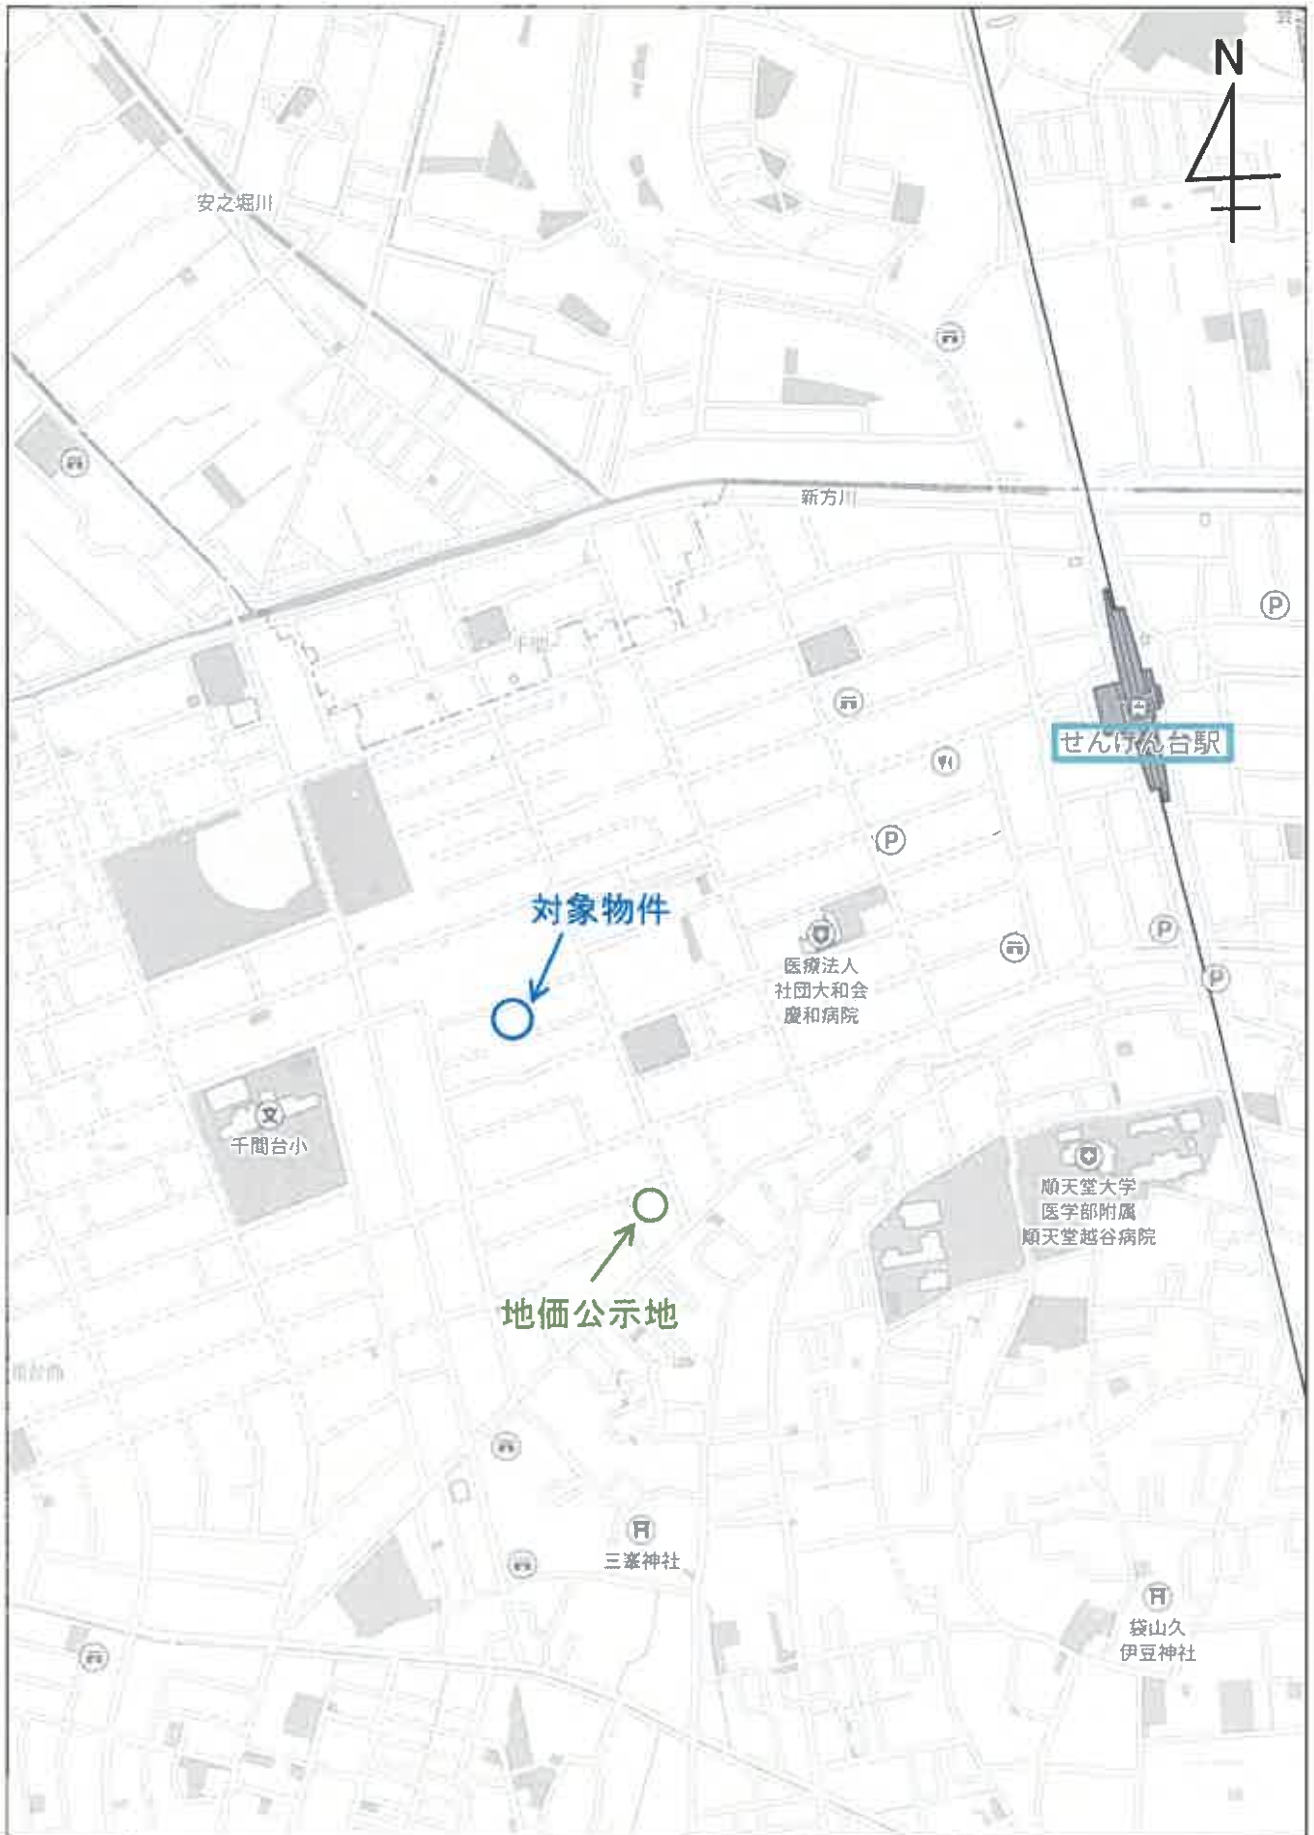 N
安之堀川
新方川
P
せんげん台駅
P
対象物件
P
医療法人
社団大和会
慶和病院
P
文
千間台小
順天堂大学
医学部附属
順天堂越谷病院
地価公示地
三峯神社
袋山久
伊豆神社